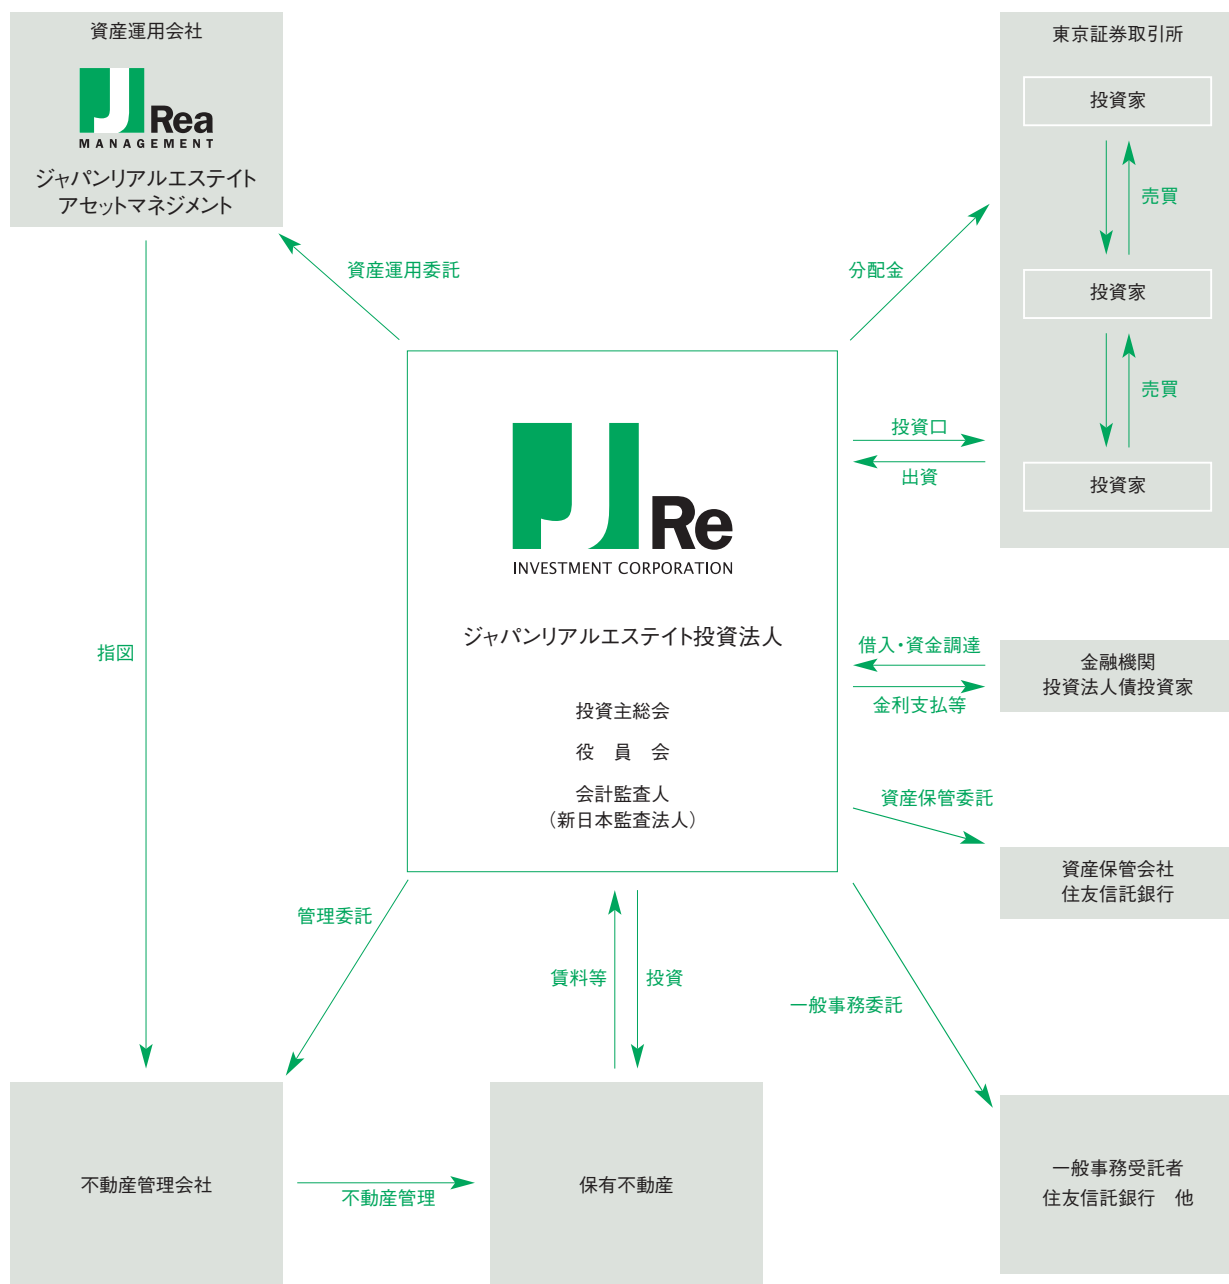 資産運用会社
J Rea
MANAGEMENT
ジャパンリアルエステイト
アセットマネジメント
東京証券取引所
投資家
売買
投資家
売買
投資家
資産運用委託
分配金
投資口
出資
J Re
INVESTMENT CORPORATION
ジャパンリアルエステイト投資法人
投資主総会
役　員　会
会計監査人
（新日本監査法人）
指図
借入・資金調達
金利支払等
金融機関
投資法人債投資家
資産保管委託
資産保管会社
住友信託銀行
管理委託
賃料等
投資
一般事務委託
不動産管理会社
不動産管理
保有不動産
一般事務受託者
住友信託銀行　他